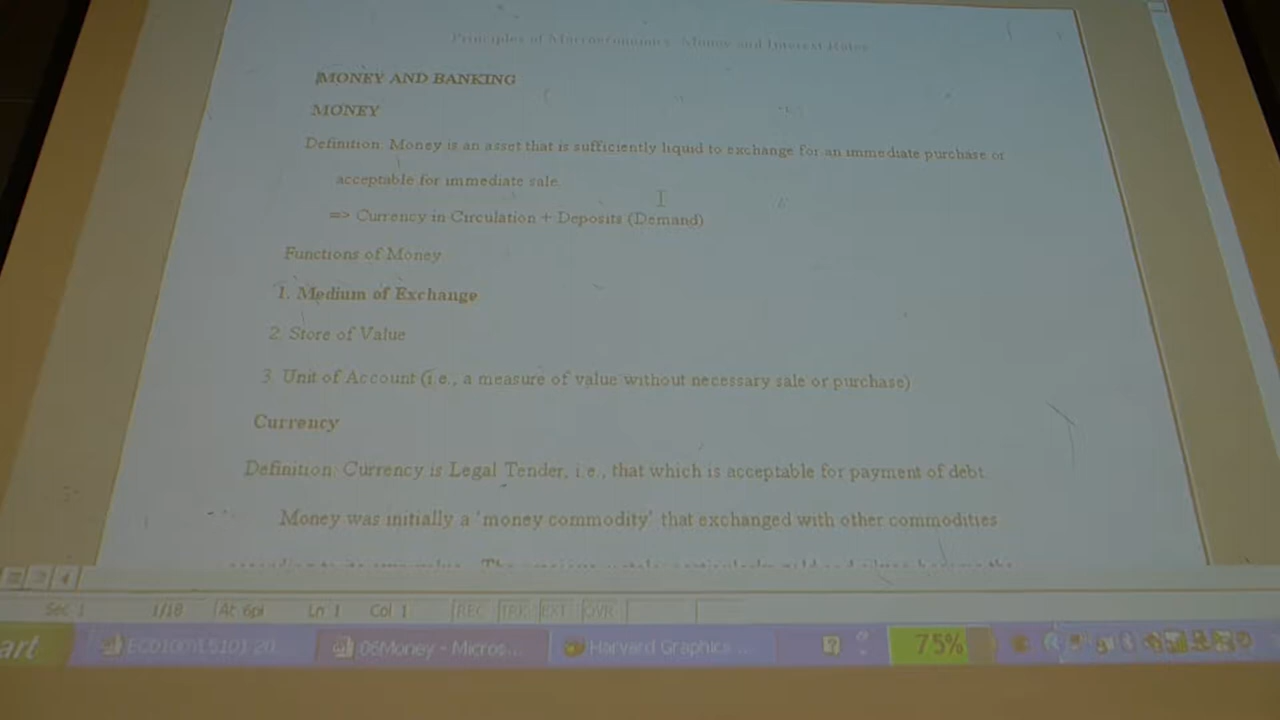 Principles of Macroeconomics: Money and Interest Rates
MONEY AND BANKING
MONEY
Definition: Money is an asset that is sufficiently liquid to exchange for an immediate purchase or
acceptable for immediate sale.
=> Currency in Circulation + Deposits (Demand)
Functions of Money
1. Medium of Exchange
2. Store of Value
3. Unit of Account (i.e., a measure of value without necessary sale or purchase)
Currency
Definition: Currency is Legal Tender, i.e., that which is acceptable for payment of debt.
Money was initially a 'money commodity' that exchanged with other commodities
Sec 1 1/18 At 6pi Ln 1 Col 1 REC TRK EXT OVR
art 06Money - Micros... Harvard Graphics ... 75%